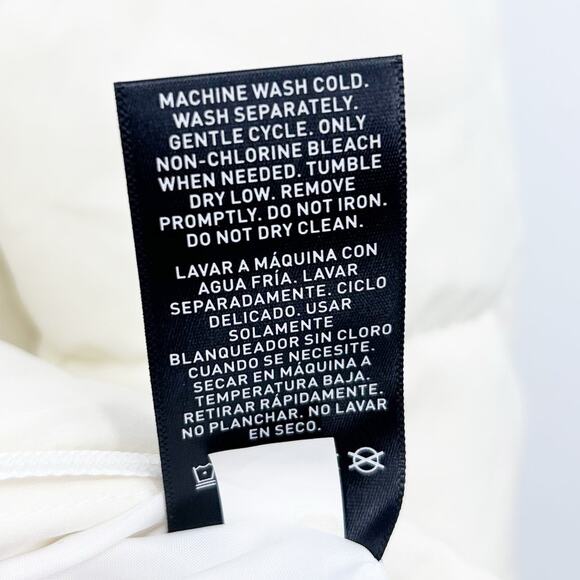 MACHINE WASH COLD.
WASH SEPARATELY.
GENTLE CYCLE. ONLY
NON-CHLORINE BLEACH
WHEN NEEDED. TUMBLE
DRY LOW. REMOVE
PROMPTLY. DO NOT IRON.
DO NOT DRY CLEAN.
LAVAR A MÁQUINA CON
AGUA FRÍA. LAVAR
SEPARADAMENTE. CICLO
DELICADO. USAR
SOLAMENTE
BLANQUEADOR SIN CLORO
CUANDO SE NECESITE.
SECAR EN MÁQUINA A
TEMPERATURA BAJA.
RETIRAR RÁPIDAMENTE.
NO PLANCHAR. NO LAVAR
EN SECO.